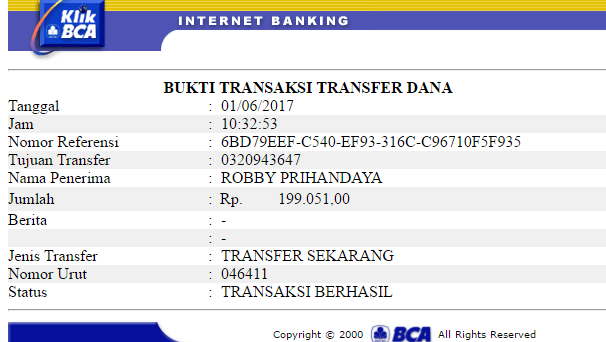 Klik
BCA
INTERNET BANKING
BUKTI TRANSAKSI TRANSFER DANA
Tanggal : 01/06/2017
Jam : 10:32:53
Nomor Referensi : 6BD79EEF-C540-EF93-316C-C96710F5F935
Tujuan Transfer : 0320943647
Nama Penerima : ROBBY PRIHANDAYA
Jumlah : Rp. 199.051,00
Berita : -
: -
Jenis Transfer : TRANSFER SEKARANG
Nomor Urut : 046411
Status : TRANSAKSI BERHASIL
Copyright © 2000 BCA All Rights Reserved